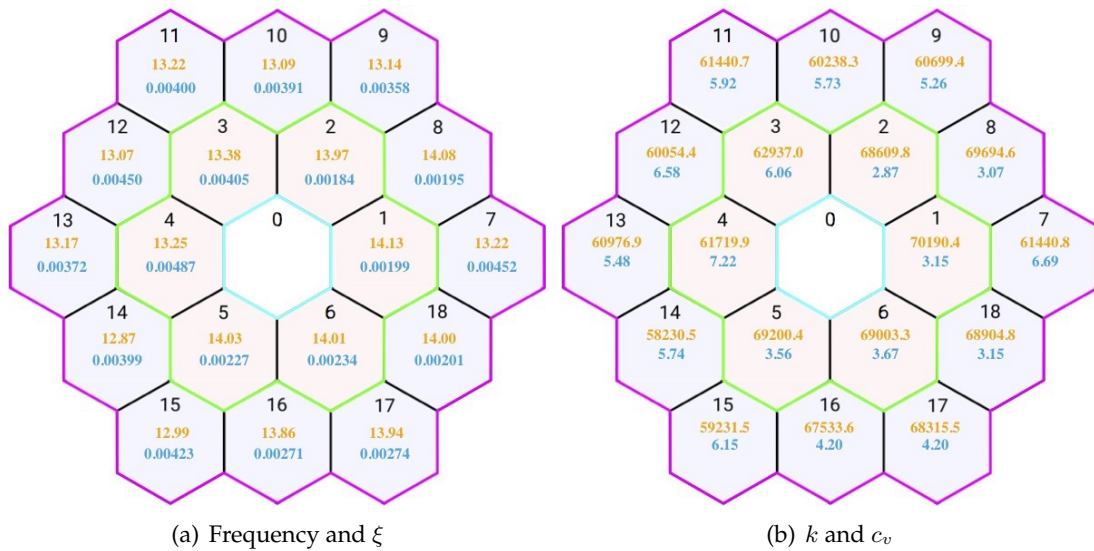 11 10 9
13.22 13.09 13.14
0.00400 0.00391 0.00358
12 3 2 8
13.07 13.38 13.97 14.08
0.00450 0.00405 0.00184 0.00195
13 4 0 1 7
13.17 13.25 14.13 13.22
0.00372 0.00487 0.00199 0.00452
14 5 6 18
12.87 14.03 14.01 14.00
0.00399 0.00227 0.00234 0.00201
15 16 17
12.99 13.86 13.94
0.00423 0.00271 0.00274
(a) Frequency and ξ
11 10 9
61440.7 60238.3 60699.4
5.92 5.73 5.26
12 3 2 8
60054.4 62937.0 68609.8 69694.6
6.58 6.06 2.87 3.07
13 4 0 1 7
60976.9 61719.9 70190.4 61440.8
5.48 7.22 3.15 6.69
14 5 6 18
58230.5 69200.4 69003.3 68904.8
5.74 3.56 3.67 3.15
15 16 17
59231.5 67533.6 68315.5
6.15 4.20 4.20
(b) k and c_v